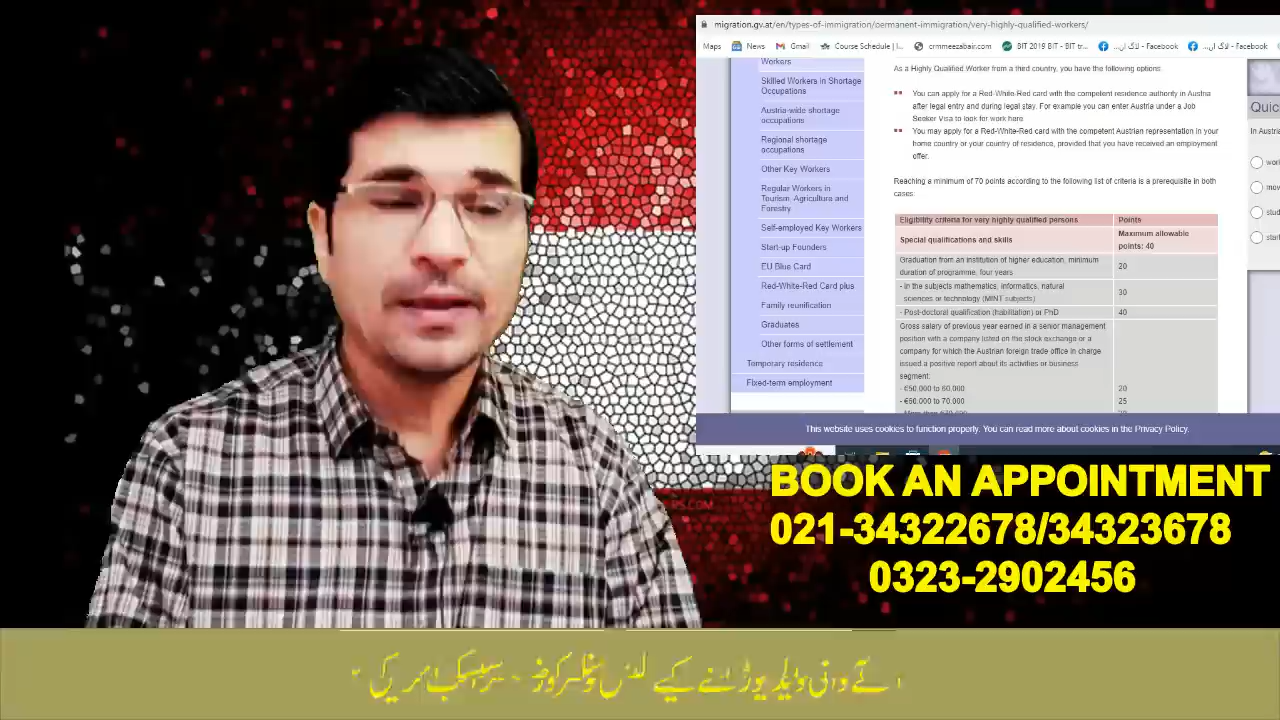 migration.gv.at/en/types-of-immigration/permanent-immigration/very-highly-qualified-workers/
Maps News Gmail Course Schedule | I... crmmeezabair.com BIT 2019 BIT - BIT tr... Facebook - Facebook -
Workers
Skilled Workers in Shortage
Occupations
Austria-wide shortage
occupations
Regional shortage
occupations
Other Key Workers
Regular Workers in
Tourism, Agriculture and
Forestry
Self-employed Key Workers
Start-up Founders
EU Blue Card
Red-White-Red Card plus
Family reunification
Graduates
Other forms of settlement
Temporary residence
Fixed-term employment
As a Highly Qualified Worker from a third country, you have the following options:
You can apply for a Red-White-Red card with the competent residence authority in Austria
after legal entry and during legal stay. For example you can enter Austria under a Job
Seeker Visa to look for work here
You may apply for a Red-White-Red card with the competent Austrian representation in your
home country or your country of residence, provided that you have received an employment
offer.
Reaching a minimum of 70 points according to the following list of criteria is a prerequisite in both
cases:
Eligibility criteria for very highly qualified persons Points
Special qualifications and skills Maximum allowable
points: 40
Graduation from an institution of higher education, minimum
duration of programme, four years 20
- In the subjects mathematics, informatics, natural
sciences or technology (MINT subjects) 30
- Post-doctoral qualification (habilitation) or PhD 40
Gross salary of previous year earned in a senior management
position with a company listed on the stock exchange or a
company for which the Austrian foreign trade office in charge
issued a positive report about its activities or business
segment:
- €50,000 to 60,000 20
- €60,000 to 70,000 25
Quic
In Austri
wor
mov
stud
start
This website uses cookies to function properly. You can read more about cookies in the Privacy Policy.
BOOK AN APPOINTMENT
021-34322678/34323678
0323-2902456